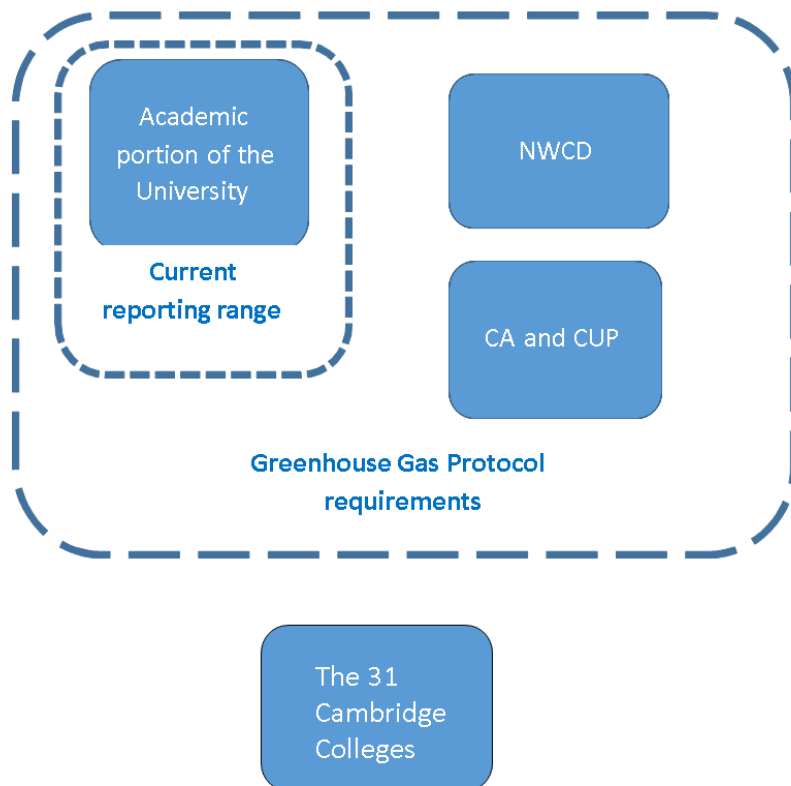 Academic
portion of the
University
Current
reporting range
NWCD
CA and CUP
Greenhouse Gas Protocol
requirements
The 31
Cambridge
Colleges